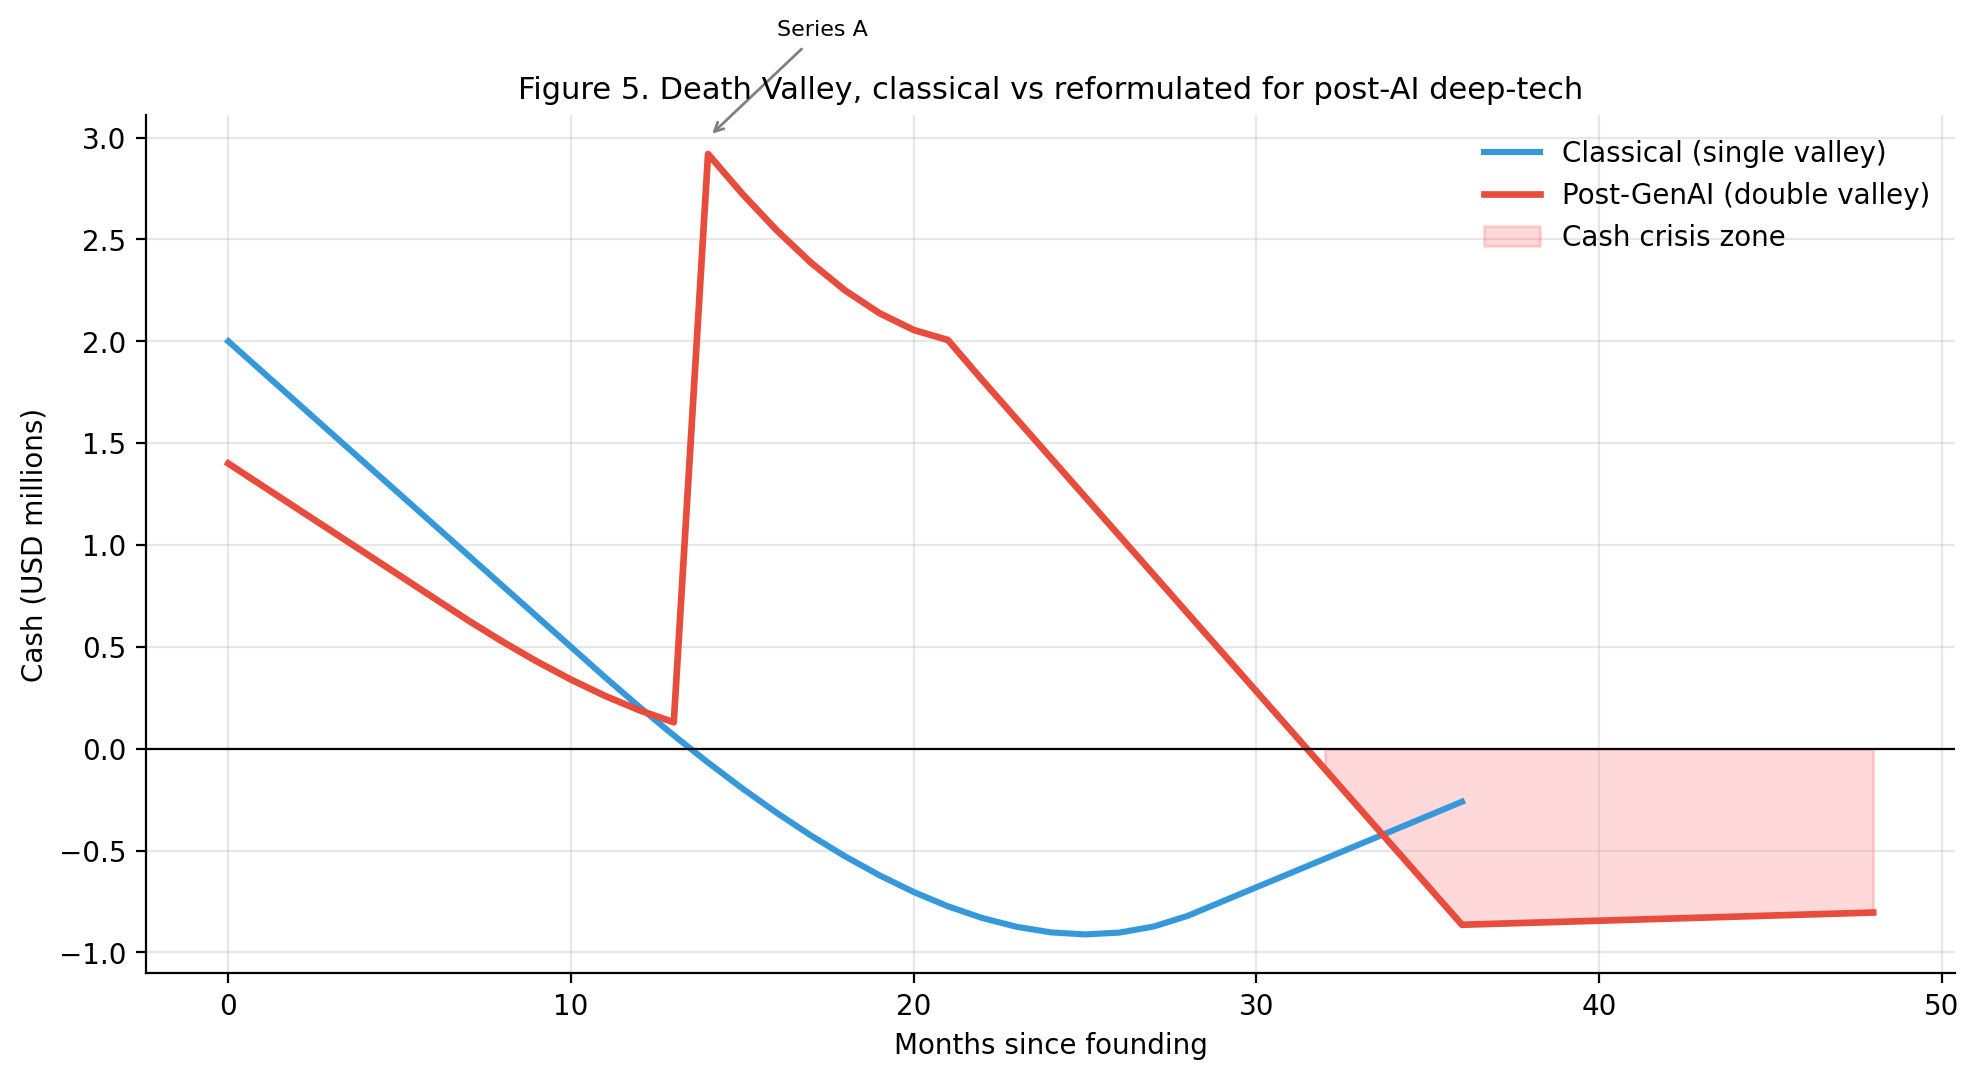 Series A
Figure 5. Death Valley, classical vs reformulated for post-AI deep-tech
Classical (single valley)
Post-GenAI (double valley)
Cash crisis zone
Cash (USD millions)
3.0
2.5
2.0
1.5
1.0
0.5
0.0
−0.5
−1.0
0 10 20 30 40 50
Months since founding